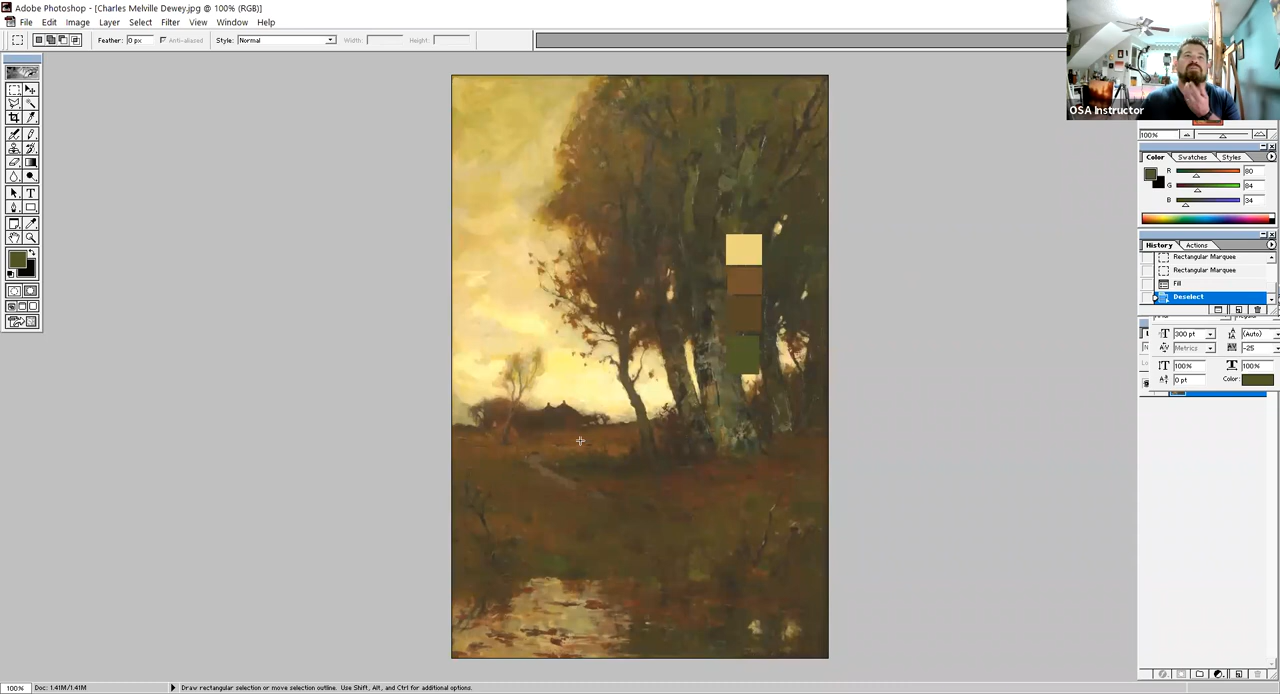 Adobe Photoshop - [Charles Melville Dewey.jpg @ 100% (RGB)]
File Edit Image Layer Select Filter View Window Help
Feather: 0 px Anti-aliased Style: Normal Width: Height:
OSA Instructor
100%
Color Swatches Styles
R 80
G 84
B 34
History Actions
Rectangular Marquee
Rectangular Marquee
Fill
Deselect
300 pt (Auto)
Metrics -25
100% 100%
0 pt Color:
100% Doc: 1.41M/1.41M Draw rectangular selection or move selection outline. Use Shift, Alt, and Ctrl for additional options.